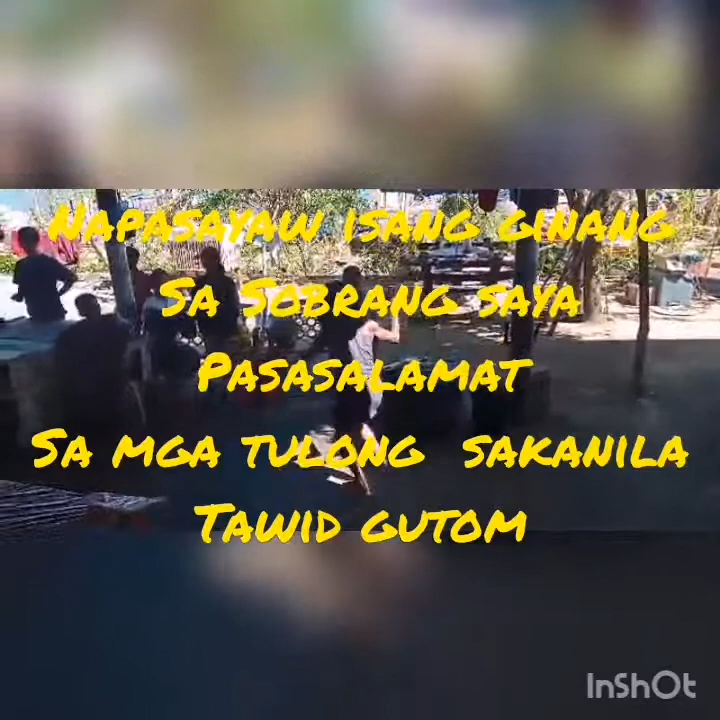 Napasayaw isang ginang
Sa Sobrang saya
Pasasalamat
Sa mga tulong sakanila
Tawid gutom
InShOt